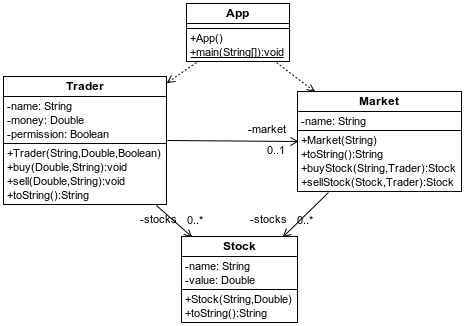 App
+App()
+main(String[]):void
Trader
-name: String
-money: Double
-permission: Boolean
+Trader(String,Double,Boolean)
+buy(Double,String):void
+sell(Double,String):void
+toString():String
-market
0..1
Market
-name: String
+Market(String)
+toString():String
+buyStock(String,Trader):Stock
+sellStock(Stock,Trader):Stock
-stocks 0..*
-stocks 0..*
Stock
-name: String
-value: Double
+Stock(String,Double)
+toString():String